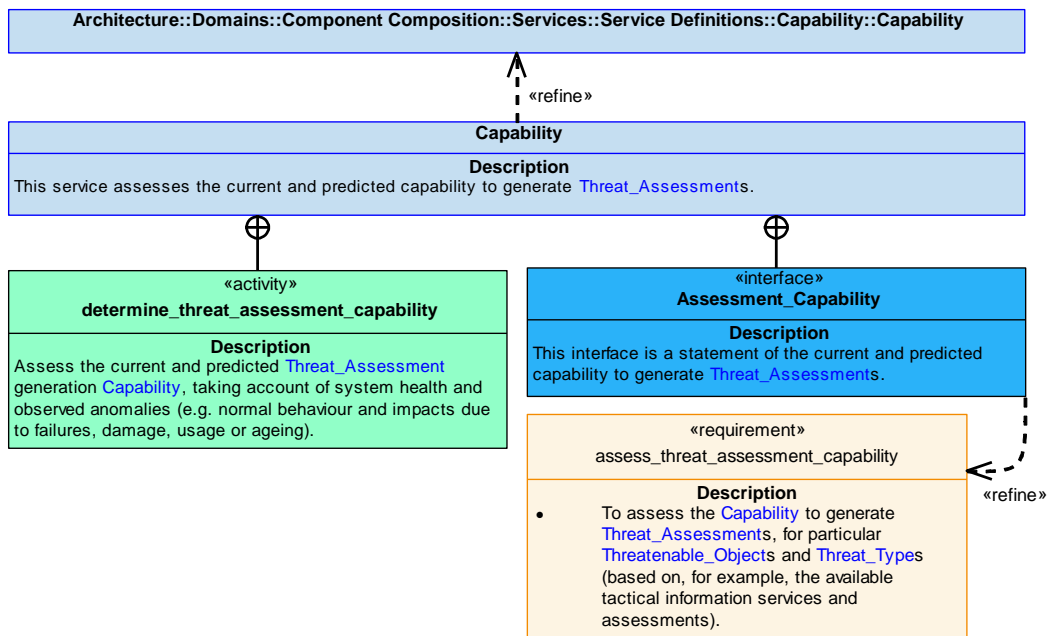 Architecture::Domains::Component Composition::Services::Service Definitions::Capability::Capability
«refine»
Capability
Description
This service assesses the current and predicted capability to generate Threat_Assessments.
«activity»
determine_threat_assessment_capability
Description
Assess the current and predicted Threat_Assessment
generation Capability, taking account of system health and
observed anomalies (e.g. normal behaviour and impacts due
to failures, damage, usage or ageing).
«interface»
Assessment_Capability
Description
This interface is a statement of the current and predicted
capability to generate Threat_Assessments.
«requirement»
assess_threat_assessment_capability
Description
• To assess the Capability to generate
Threat_Assessments, for particular
Threatenable_Objects and Threat_Types
(based on, for example, the available
tactical information services and
assessments).
«refine»